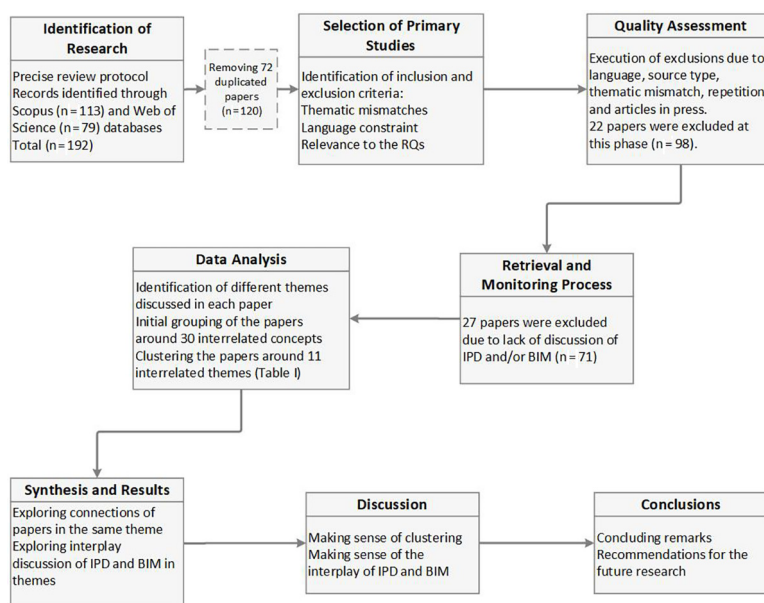 Identification of
Research
Precise review protocol
Records identified through
Scopus (n = 113) and Web of
Science (n = 79) databases
Total (n = 192)
Removing 72
duplicated
papers
(n = 120)
Selection of Primary
Studies
Identification of inclusion and
exclusion criteria:
Thematic mismatches
Language constraint
Relevance to the RQs
Quality Assessment
Execution of exclusions due to
language, source type,
thematic mismatch, repetition
and articles in press.
22 papers were excluded at
this phase (n = 98).
Retrieval and
Monitoring Process
27 papers were excluded
due to lack of discussion of
IPD and/or BIM (n = 71)
Data Analysis
Identification of different themes
discussed in each paper
Initial grouping of the papers
around 30 interrelated concepts
Clustering the papers around 11
interrelated themes (Table I)
Synthesis and Results
Exploring connections of
papers in the same theme
Exploring interplay
discussion of IPD and BIM in
themes
Discussion
Making sense of clustering
Making sense of the
interplay of IPD and BIM
Conclusions
Concluding remarks
Recommendations for the
future research